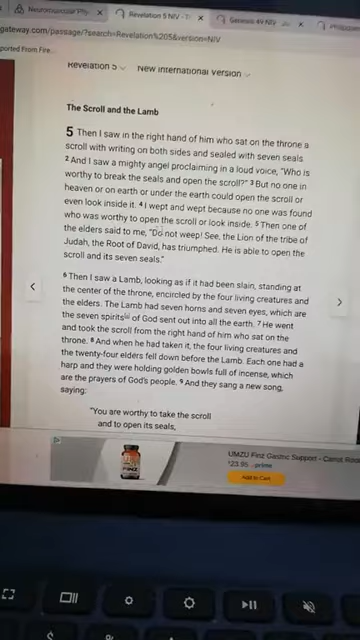 Neuromuscular Phy
Revelation 5 NIV - T
×
Genesis 49 NIV
×
Philippian
gateway.com/passage/?search=Revelation%205&version=NIV
ported From Fire...
Revelation 5
New International Version
The Scroll and the Lamb
5 Then I saw in the right hand of him who sat on the throne a
scroll with writing on both sides and sealed with seven seals
2 And I saw a mighty angel proclaiming in a loud voice, "Who is
worthy to break the seals and open the scroll?" 3 But no one in
heaven or on earth or under the earth could open the scroll or
even look inside it. 4 I wept and wept because no one was found
who was worthy to open the scroll or look inside. 5 Then one of
the elders said to me, "Do not weep! See, the Lion of the tribe of
Judah, the Root of David, has triumphed. He is able to open the
scroll and its seven seals."
6 Then I saw a Lamb, looking as if it had been slain, standing at
the center of the throne, encircled by the four living creatures and
the elders. The Lamb had seven horns and seven eyes, which are
the seven spirits[a] of God sent out into all the earth. 7 He went
and took the scroll from the right hand of him who sat on the
throne. 8 And when he had taken it, the four living creatures and
the twenty-four elders fell down before the Lamb. Each one had a
harp and they were holding golden bowls full of incense, which
are the prayers of God's people. 9 And they sang a new song,
saying:
"You are worthy to take the scroll
and to open its seals,
UMZU Finz Gastric Support - Carrot Root
$23.95 prime
Add to Cart
FINZ